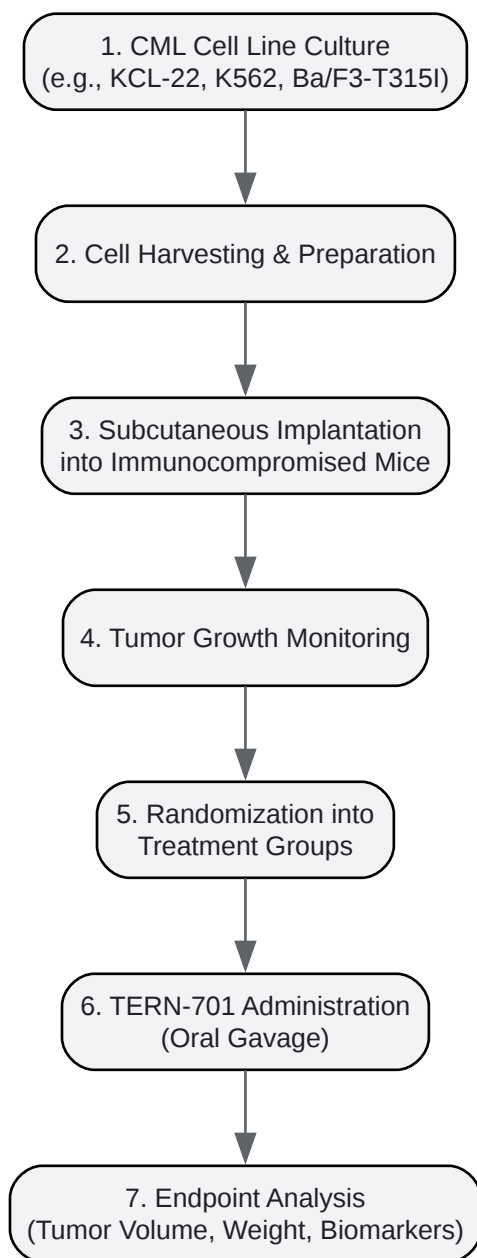 1. CML Cell Line Culture
(e.g., KCL-22, K562, Ba/F3-T315I)
2. Cell Harvesting & Preparation
3. Subcutaneous Implantation
into Immunocompromised Mice
4. Tumor Growth Monitoring
5. Randomization into
Treatment Groups
6. TERN-701 Administration
(Oral Gavage)
7. Endpoint Analysis
(Tumor Volume, Weight, Biomarkers)